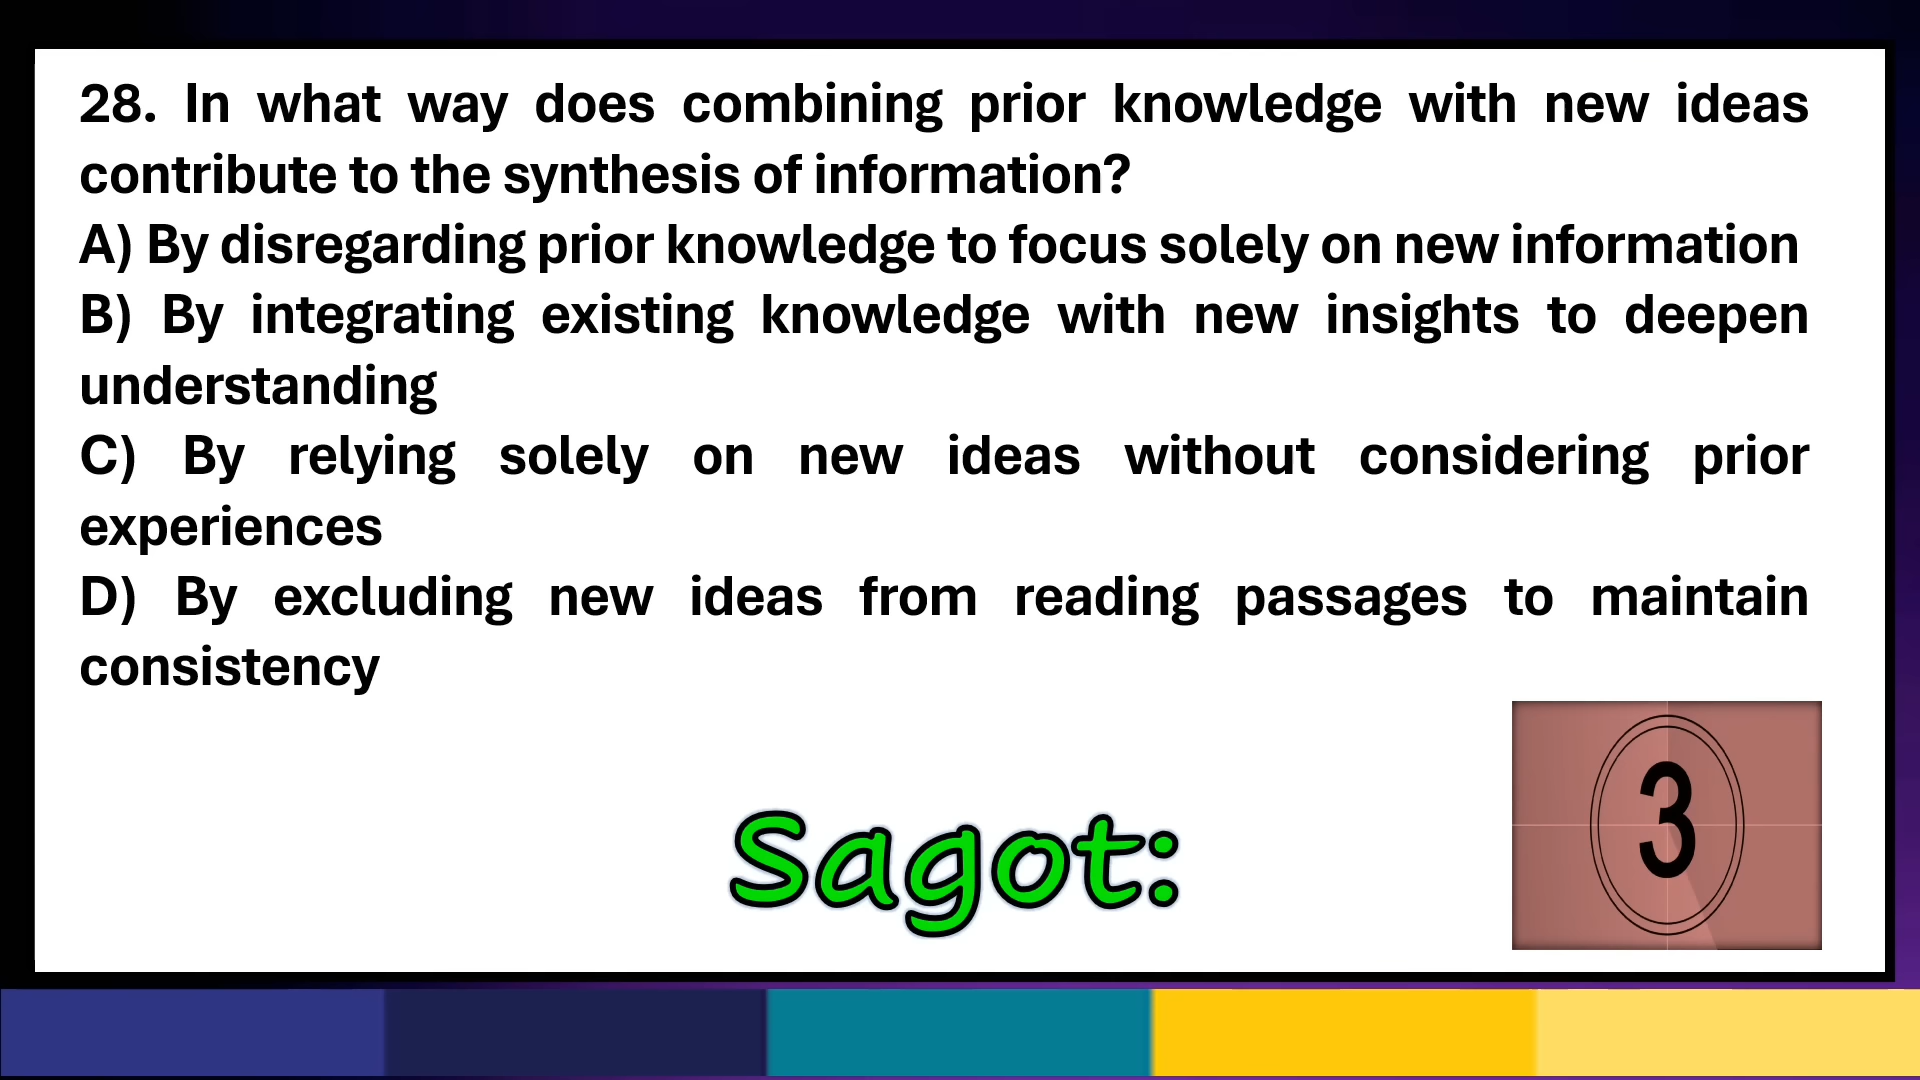 28. In what way does combining prior knowledge with new ideas
contribute to the synthesis of information?
A) By disregarding prior knowledge to focus solely on new information
B) By integrating existing knowledge with new insights to deepen
understanding
C) By relying solely on new ideas without considering prior
experiences
D) By excluding new ideas from reading passages to maintain
consistency
Sagot:
3